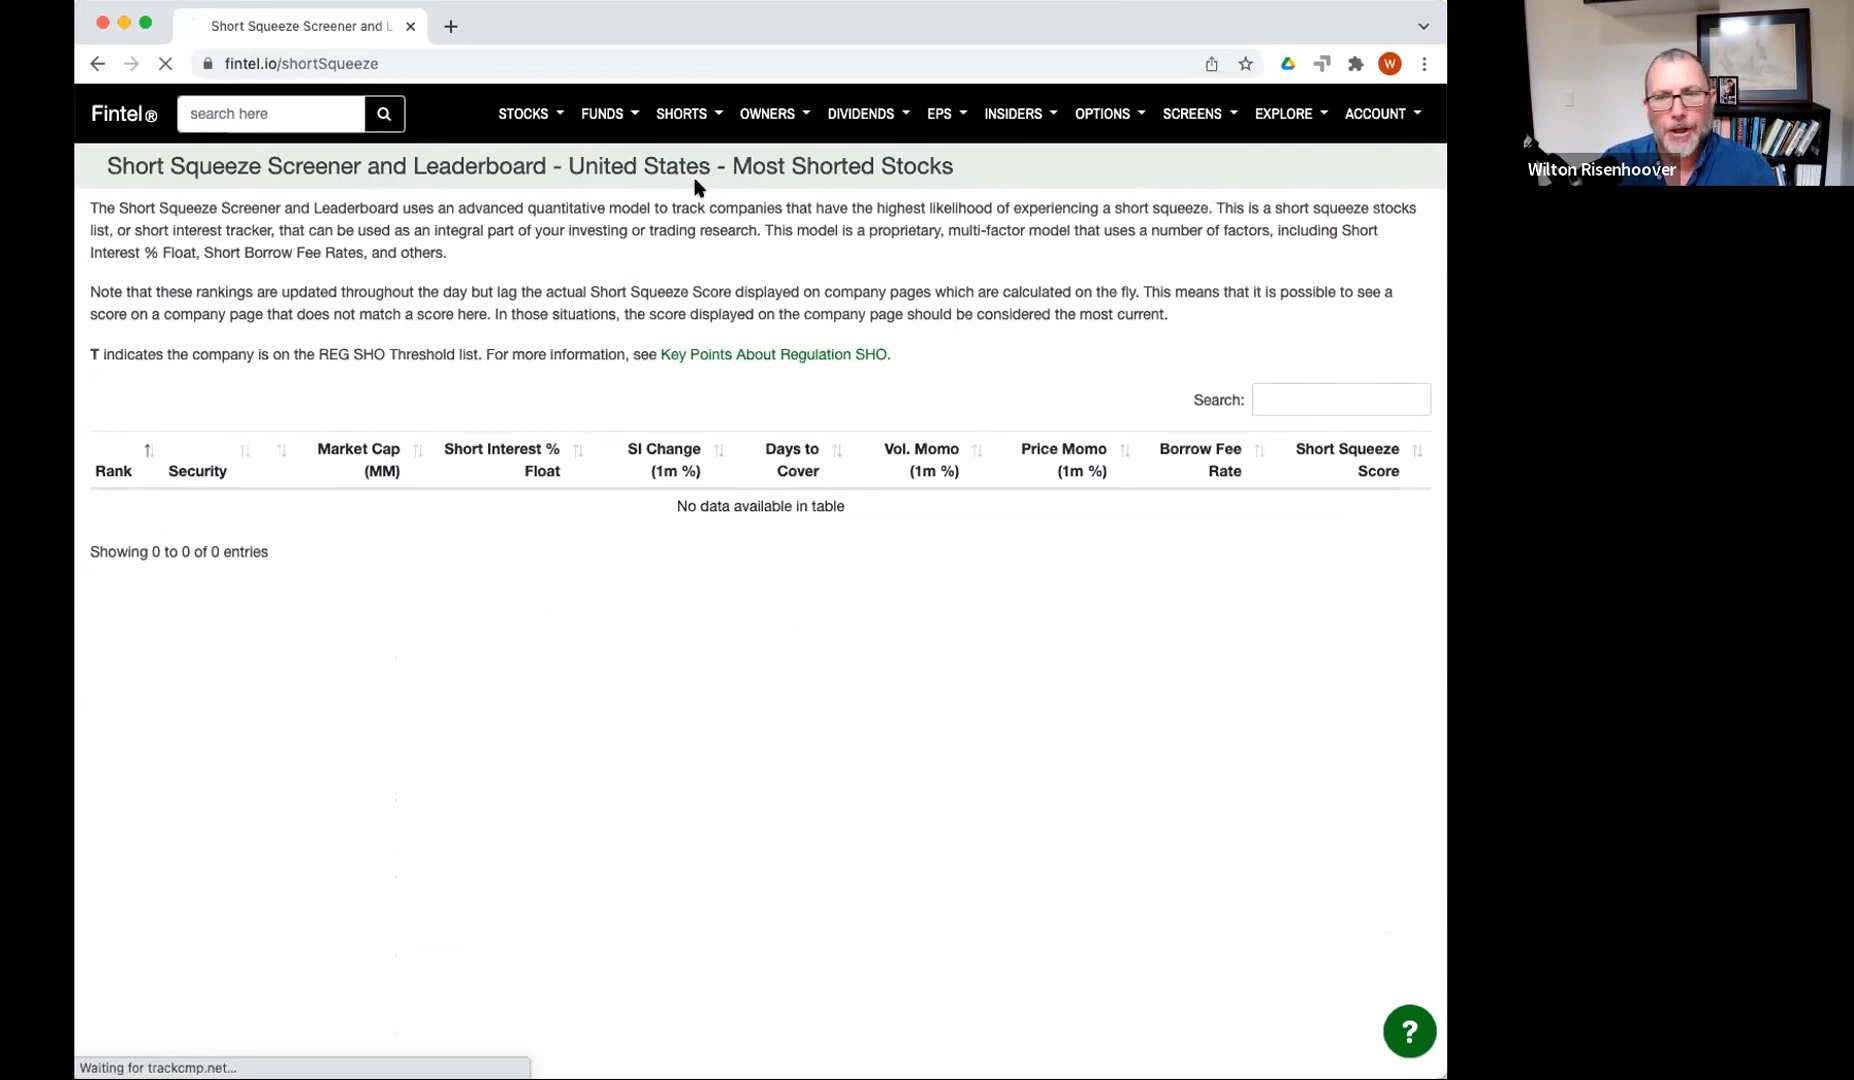 Short Squeeze Screener and L
fintel.io/shortSqueeze
W
Fintel®
search here
STOCKS FUNDS SHORTS OWNERS DIVIDENDS EPS INSIDERS OPTIONS SCREENS EXPLORE ACCOUNT
Short Squeeze Screener and Leaderboard - United States - Most Shorted Stocks
The Short Squeeze Screener and Leaderboard uses an advanced quantitative model to track companies that have the highest likelihood of experiencing a short squeeze. This is a short squeeze stocks
list, or short interest tracker, that can be used as an integral part of your investing or trading research. This model is a proprietary, multi-factor model that uses a number of factors, including Short
Interest % Float, Short Borrow Fee Rates, and others.
Note that these rankings are updated throughout the day but lag the actual Short Squeeze Score displayed on company pages which are calculated on the fly. This means that it is possible to see a
score on a company page that does not match a score here. In those situations, the score displayed on the company page should be considered the most current.
T indicates the company is on the REG SHO Threshold list. For more information, see Key Points About Regulation SHO.
Search:
Market Cap Short Interest % SI Change Days to Vol. Momo Price Momo Borrow Fee Short Squeeze
Rank Security (MM) Float (1m %) Cover (1m %) (1m %) Rate Score
No data available in table
Showing 0 to 0 of 0 entries
?
Waiting for trackcmp.net...
Wilton Risenhoover